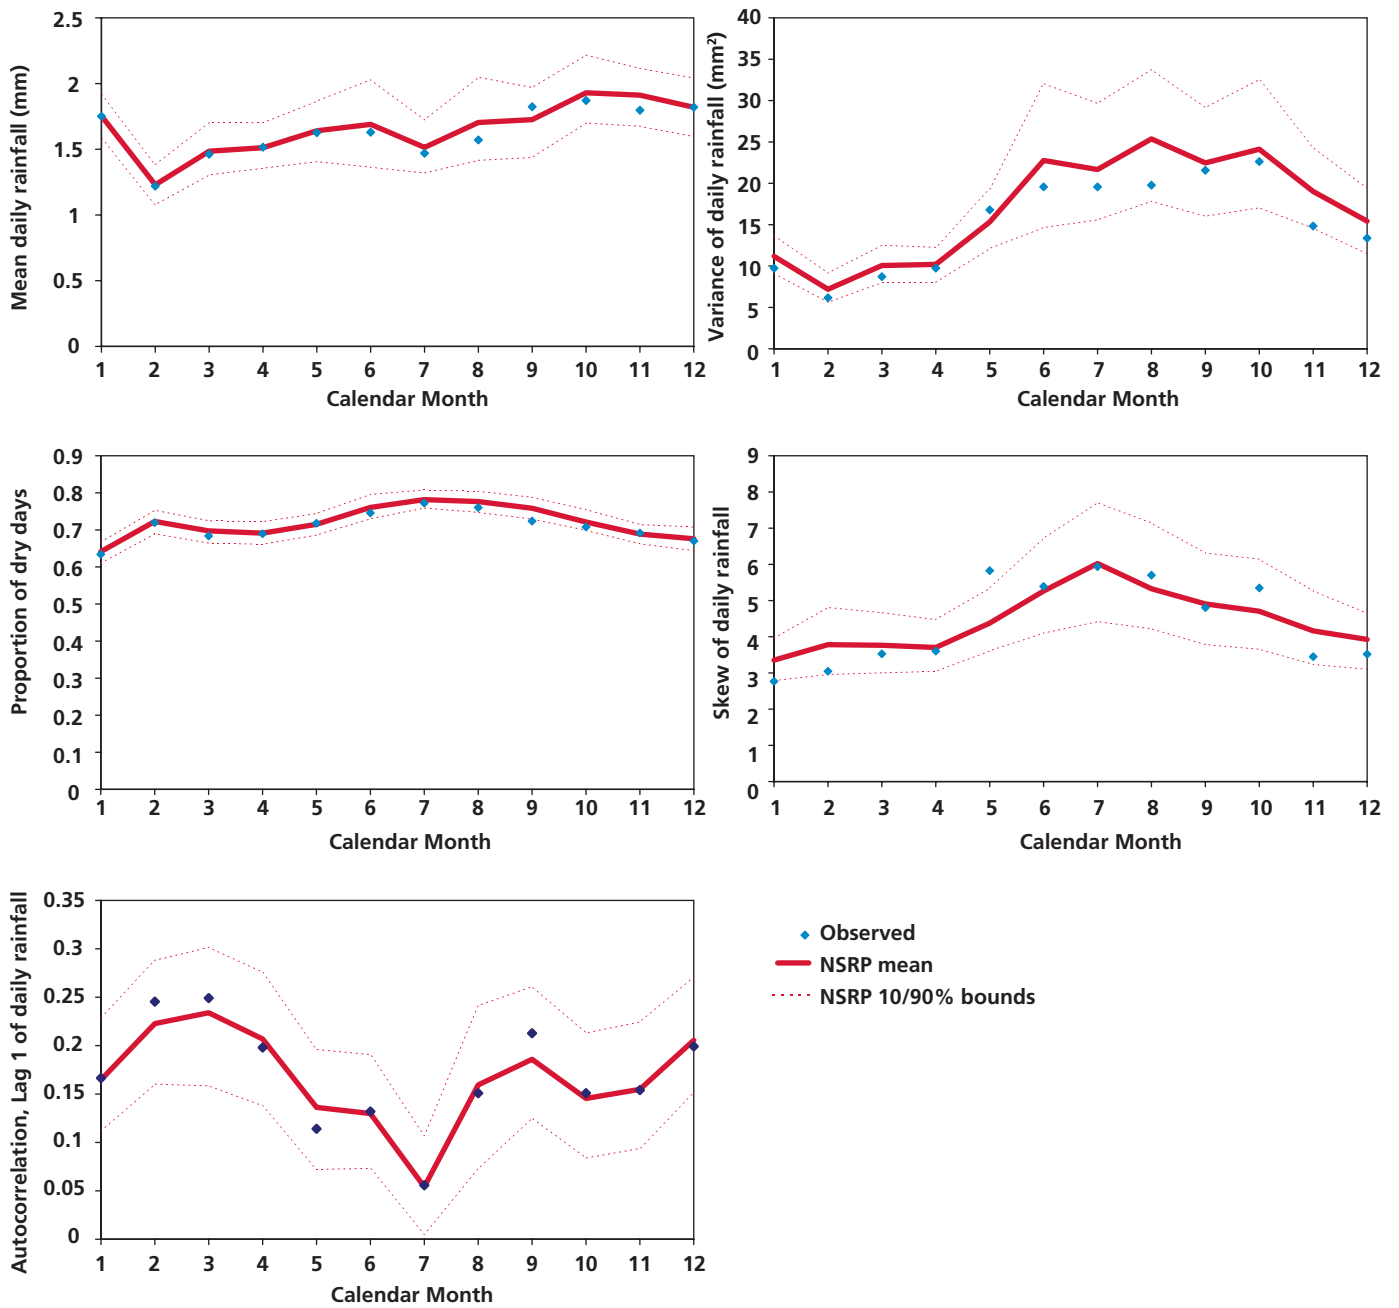 Mean daily rainfall (mm)
2.5
2
1.5
1
0.5
0
1 2 3 4 5 6 7 8 9 10 11 12
Calendar Month
Variance of daily rainfall (mm²)
40
35
30
25
20
15
10
5
0
1 2 3 4 5 6 7 8 9 10 11 12
Calendar Month
Proportion of dry days
0.9
0.8
0.7
0.6
0.5
0.4
0.3
0.2
0.1
0
1 2 3 4 5 6 7 8 9 10 11 12
Calendar Month
Skew of daily rainfall
9
8
7
6
5
4
3
2
1
0
1 2 3 4 5 6 7 8 9 10 11 12
Calendar Month
Autocorrelation, Lag 1 of daily rainfall
0.35
0.3
0.25
0.2
0.15
0.1
0.05
0
1 2 3 4 5 6 7 8 9 10 11 12
Calendar Month
Observed
NSRP mean
NSRP 10/90% bounds